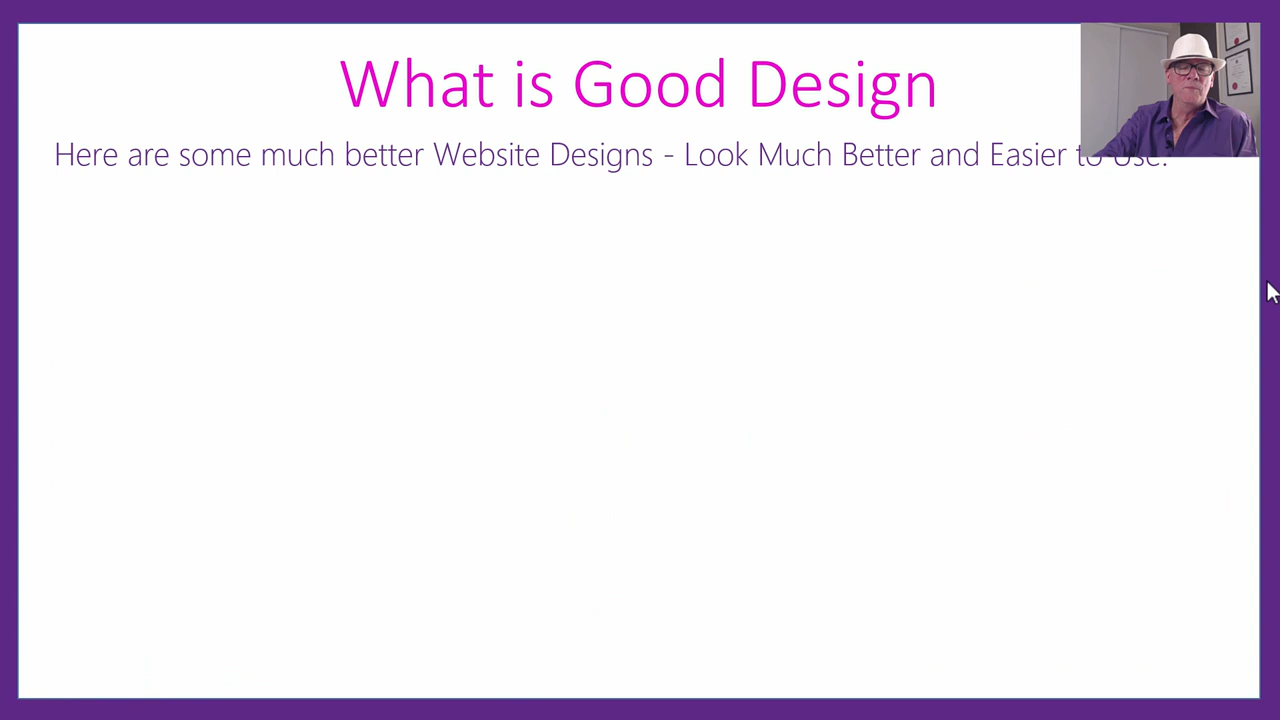 What is Good Design
Here are some much better Website Designs - Look Much Better and Easier to Use.